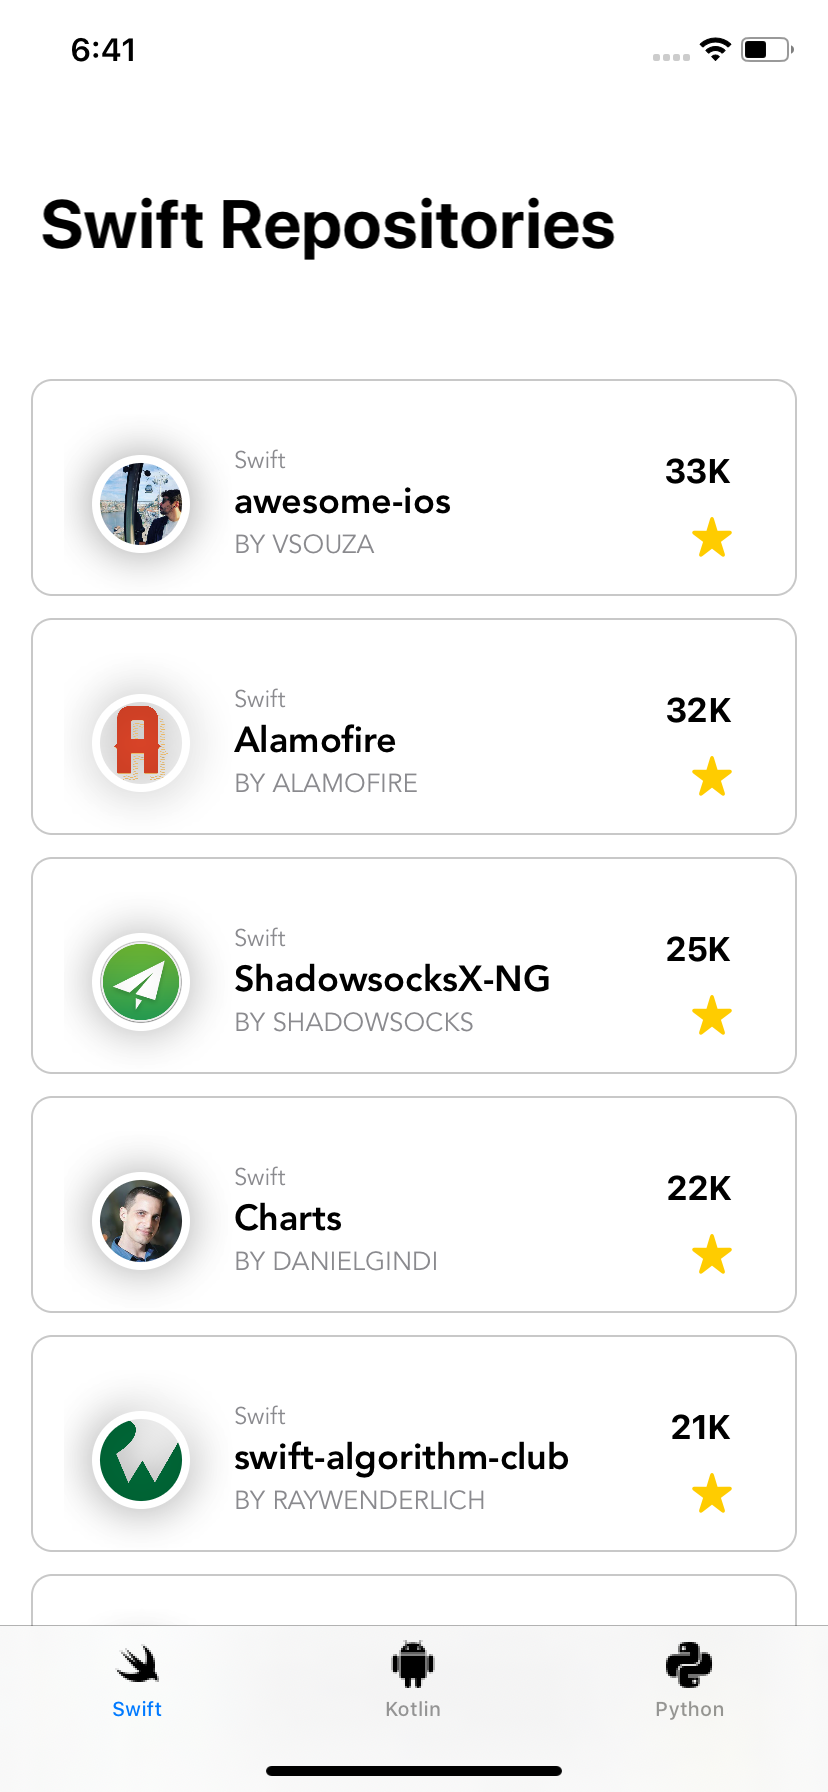 6:41
Swift Repositories
Swift
awesome-ios
BY VSOUZA
33K
Swift
Alamofire
BY ALAMOFIRE
32K
Swift
ShadowsocksX-NG
BY SHADOWSOCKS
25K
Swift
Charts
BY DANIELGINDI
22K
Swift
swift-algorithm-club
BY RAYWENDERLICH
21K
Swift
Kotlin
Python